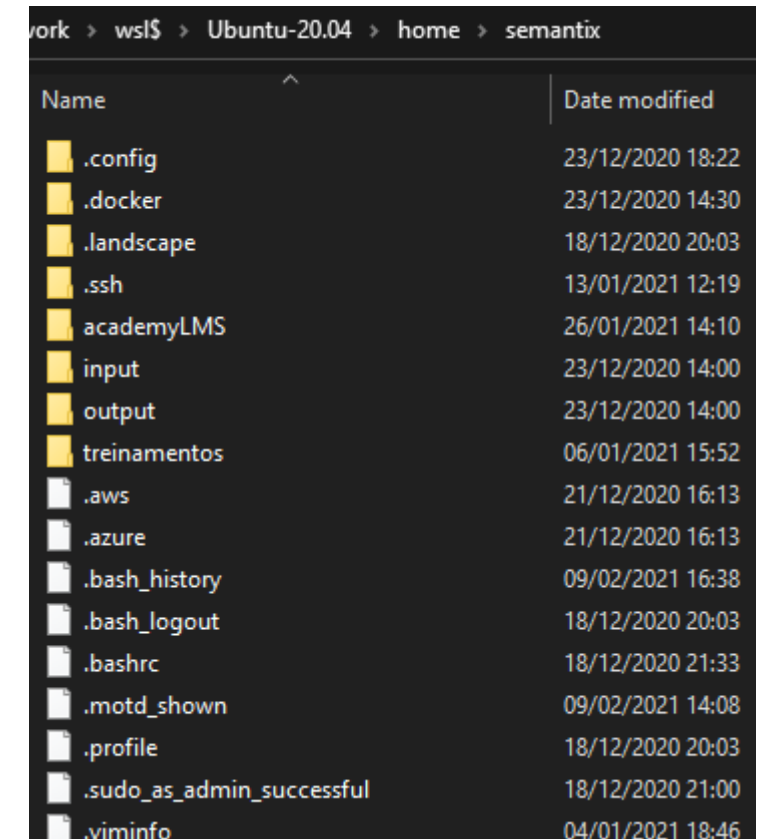 work > wsl$ > Ubuntu-20.04 > home > semantix
Name Date modified
.config 23/12/2020 18:22
.docker 23/12/2020 14:30
.landscape 18/12/2020 20:03
.ssh 13/01/2021 12:19
academyLMS 26/01/2021 14:10
input 23/12/2020 14:00
output 23/12/2020 14:00
treinamentos 06/01/2021 15:52
.aws 21/12/2020 16:13
.azure 21/12/2020 16:13
.bash_history 09/02/2021 16:38
.bash_logout 18/12/2020 20:03
.bashrc 18/12/2020 21:33
.motd_shown 09/02/2021 14:08
.profile 18/12/2020 20:03
.sudo_as_admin_successful 18/12/2020 21:00
.viminfo 04/01/2021 18:46